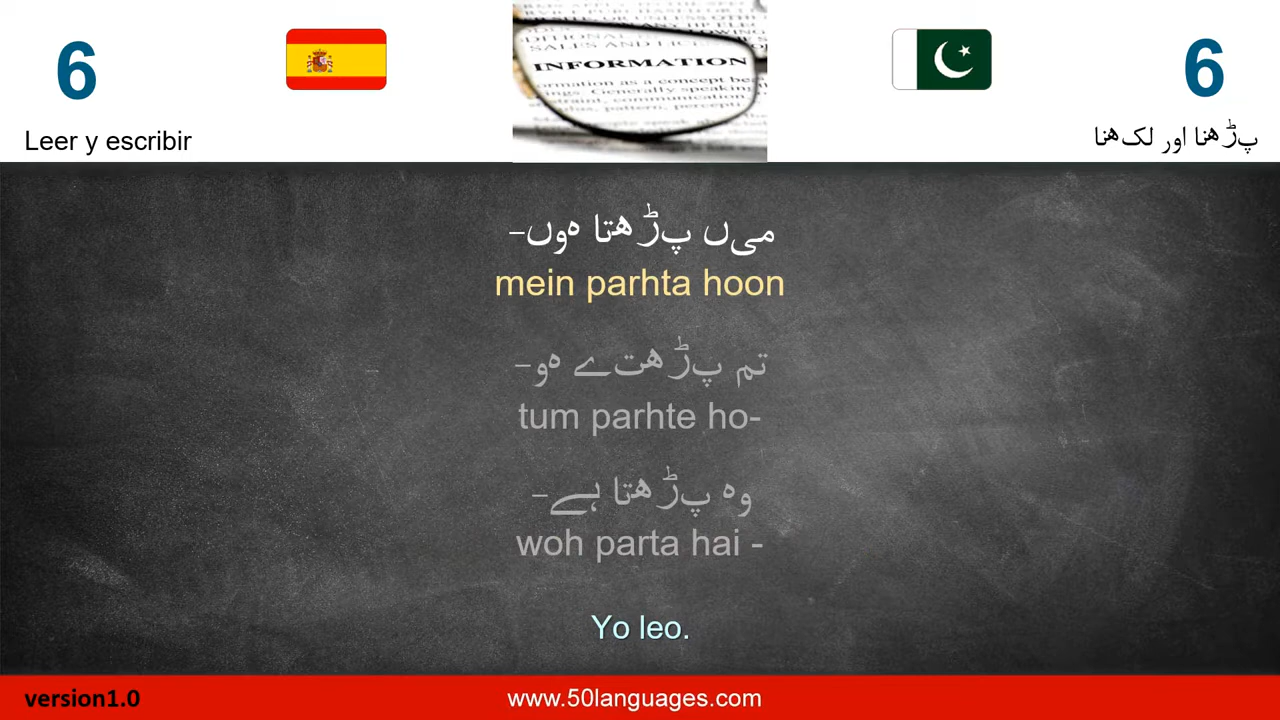 6
6
Leer y escribir
پڑھنا اور لکھنا
INFORMATION
میں پڑھتا ہوں-
mein parhta hoon
تم پڑھتے ہو-
tum parhte ho-
وہ پڑھتا ہے-
woh parta hai -
Yo leo.
version1.0
www.50languages.com